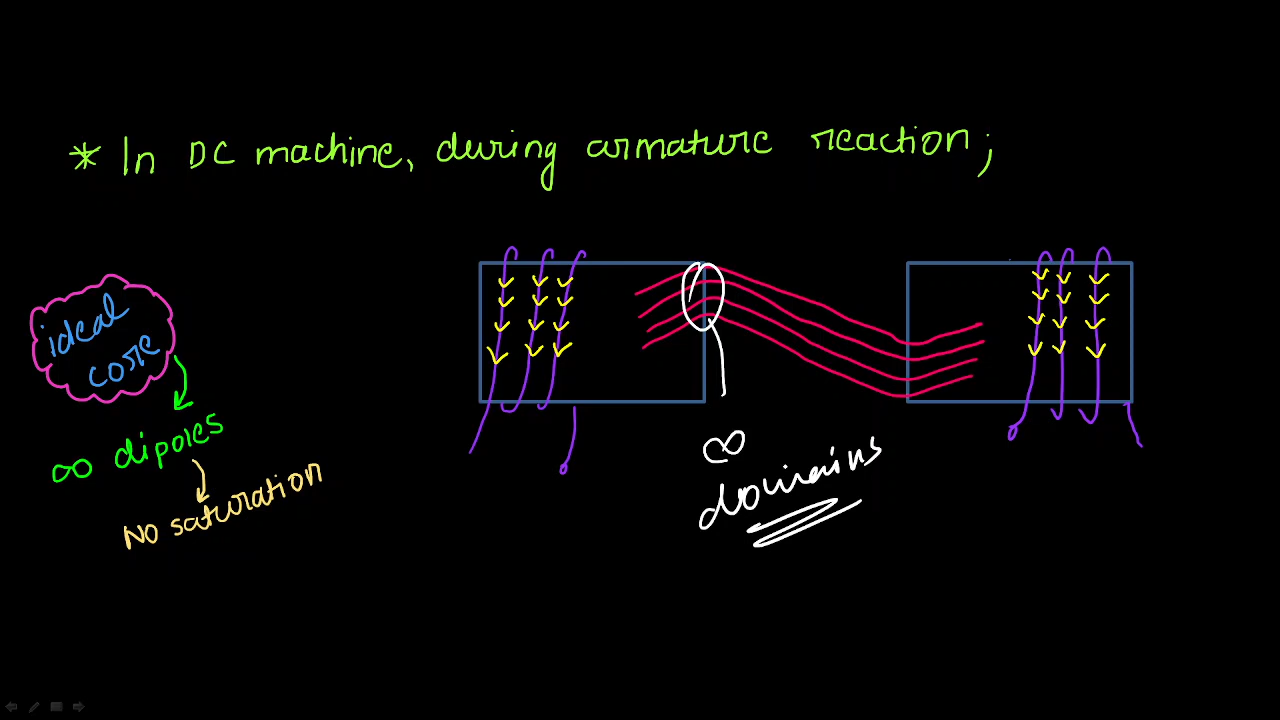 * In DC machine, during armature reaction;
ideal
core
∞ dipoles
No saturation
∞
domains